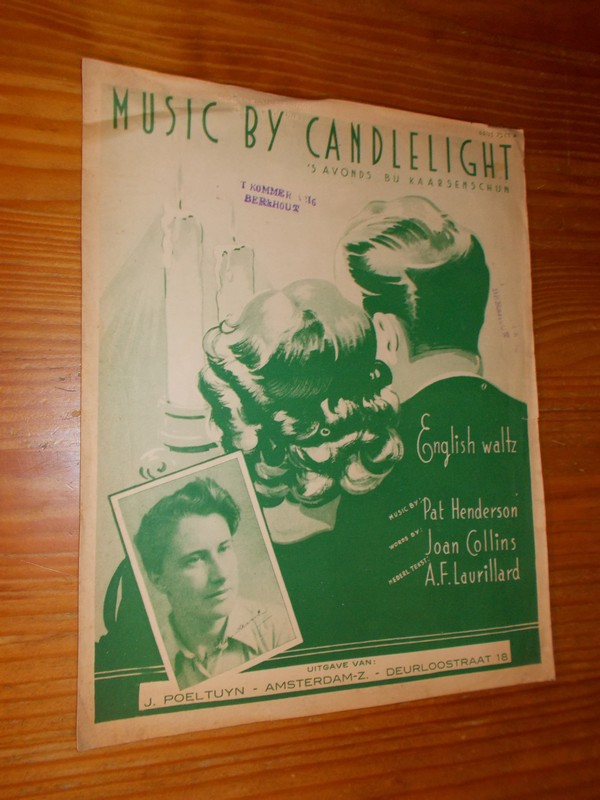 MUSIC BY CANDLELIGHT
'S AVONDS BIJ KAARSENSCHIJN
BERKHOUT
English waltz
MUSIC BY: Pat Henderson
WORDS BY: Joan Collins
TEKST: A.F. Laurillard
UITGAVE VAN:
J. POELTUYN - AMSTERDAM-Z. - DEURLOOSTRAAT 18